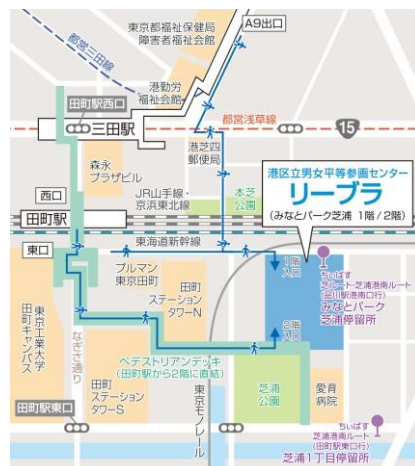 A9出口
東京都福祉保健局
障害者福祉会館
都営三田線
港勤労
福祉会館
田町駅西口
三田駅
都営浅草線
15
港芝四
郵便局
森永
プラザビル
港区立男女平等参画センター
リーブラ
(みなとパーク芝浦 1階/2階)
西口
JR山手線・
京浜東北線
本芝
公園
田町駅
東海道新幹線
東口
プルマン
東京田町
1階
入口
ちぃばす
芝ルート・芝浦港南ルート
(品川駅港南口行)
みなとパーク
芝浦停留所
田町
ステーション
タワーN
2階
入口
東京工業大学
田町キャンパス
なぎさ通り
ペデストリアンデッキ
(田町駅から2階に直結)
田町
ステーション
タワーS
東京モノレール
芝浦
公園
愛育
病院
田町駅東口
ちぃばす
芝浦港南ルート
(田町駅東口行)
芝浦1丁目停留所